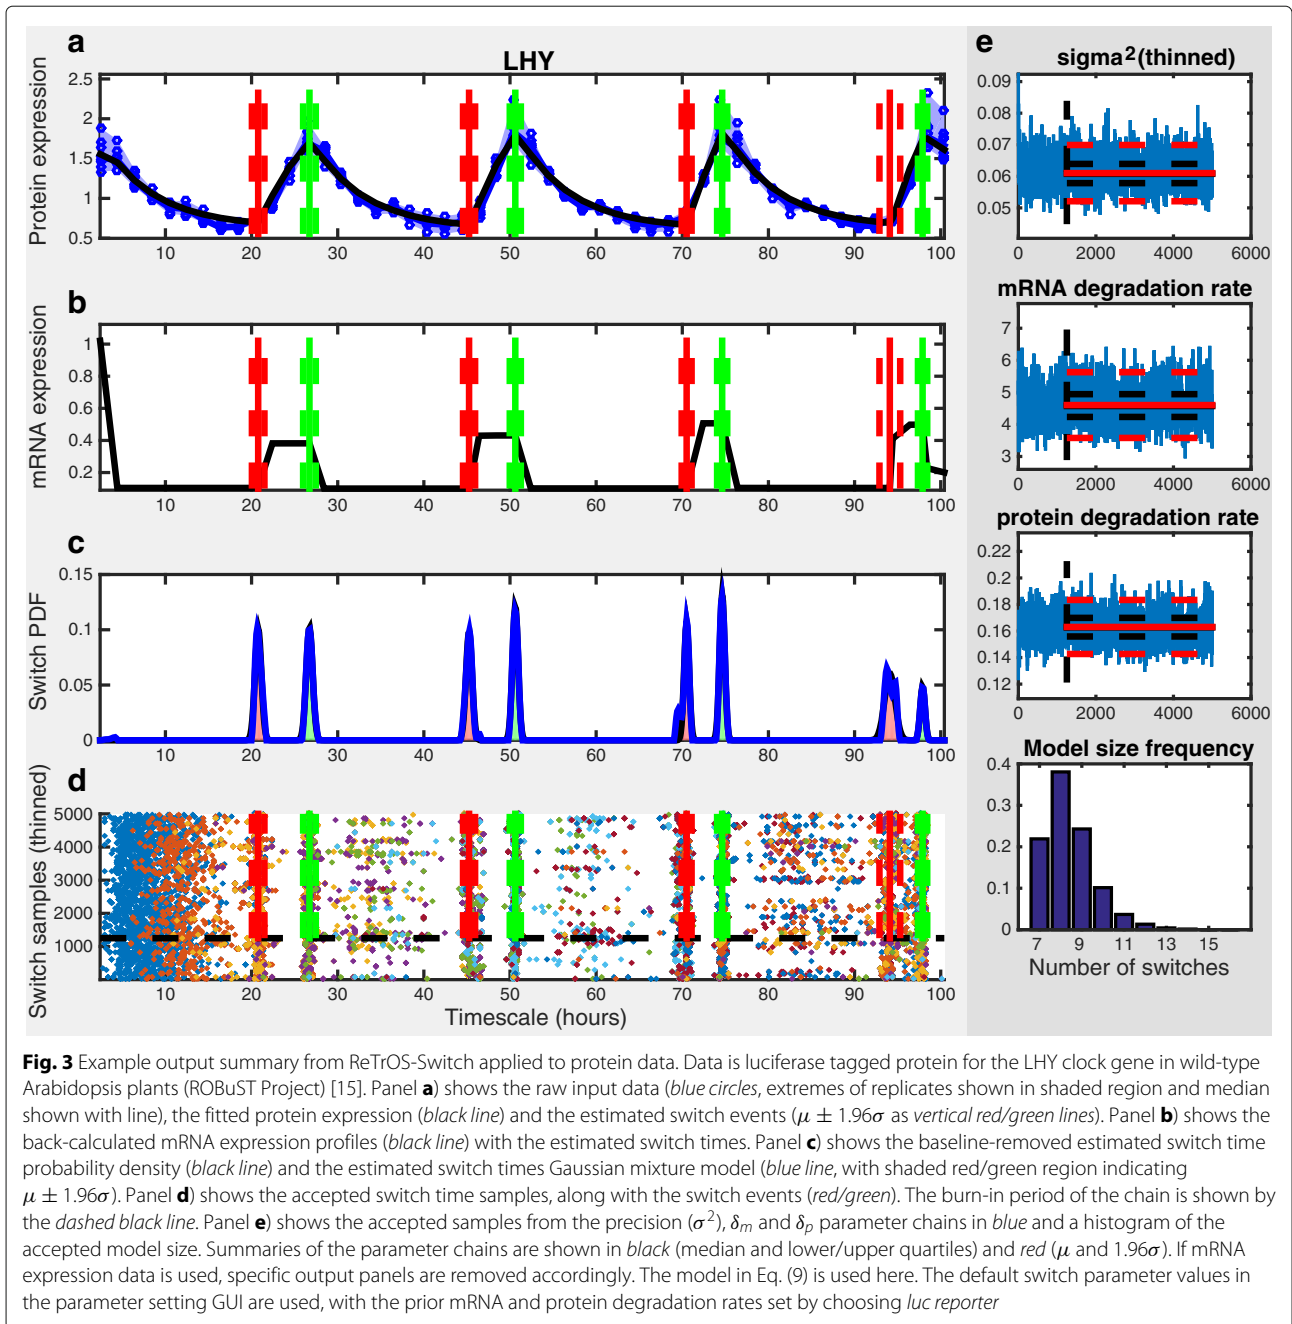 a
LHY
Protein expression
2.5
2
1.5
1
0.5
10 20 30 40 50 60 70 80 90 100
b
mRNA expression
1
0.8
0.6
0.4
0.2
10 20 30 40 50 60 70 80 90 100
c
Switch PDF
0.15
0.1
0.05
0
10 20 30 40 50 60 70 80 90 100
d
Switch samples (thinned)
5000
4000
3000
2000
1000
10 20 30 40 50 60 70 80 90 100
Timescale (hours)
e
sigma²(thinned)
0.09
0.08
0.07
0.06
0.05
0 2000 4000 6000
mRNA degradation rate
7
6
5
4
3
0 2000 4000 6000
protein degradation rate
0.22
0.2
0.18
0.16
0.14
0.12
0 2000 4000 6000
Model size frequency
0.4
0.3
0.2
0.1
0
7 9 11 13 15
Number of switches
Fig. 3 Example output summary from ReTrOS-Switch applied to protein data. Data is luciferase tagged protein for the LHY clock gene in wild-type
Arabidopsis plants (ROBuST Project) [15]. Panel a) shows the raw input data (blue circles, extremes of replicates shown in shaded region and median
shown with line), the fitted protein expression (black line) and the estimated switch events (μ ± 1.96σ as vertical red/green lines). Panel b) shows the
back-calculated mRNA expression profiles (black line) with the estimated switch times. Panel c) shows the baseline-removed estimated switch time
probability density (black line) and the estimated switch times Gaussian mixture model (blue line, with shaded red/green region indicating
μ ± 1.96σ). Panel d) shows the accepted switch time samples, along with the switch events (red/green). The burn-in period of the chain is shown by
the dashed black line. Panel e) shows the accepted samples from the precision (σ²), δₘ and δₚ parameter chains in blue and a histogram of the
accepted model size. Summaries of the parameter chains are shown in black (median and lower/upper quartiles) and red (μ and 1.96σ). If mRNA
expression data is used, specific output panels are removed accordingly. The model in Eq. (9) is used here. The default switch parameter values in
the parameter setting GUI are used, with the prior mRNA and protein degradation rates set by choosing luc reporter